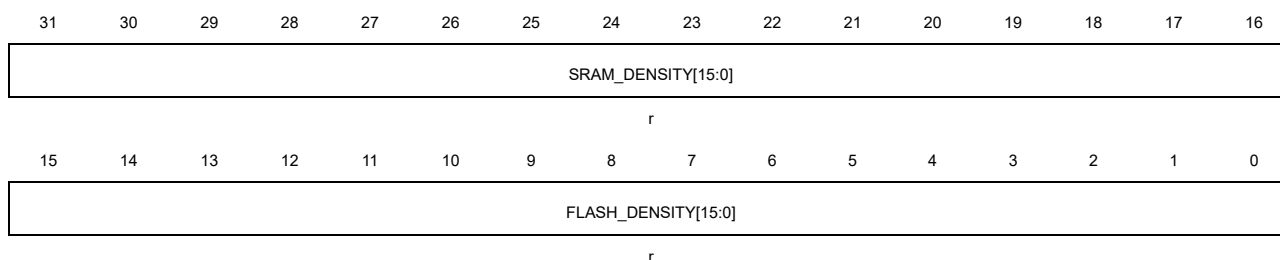 31 30 29 28 27 26 25 24 23 22 21 20 19 18 17 16
SRAM_DENSITY[15:0]
r
15 14 13 12 11 10 9 8 7 6 5 4 3 2 1 0
FLASH_DENSITY[15:0]
r